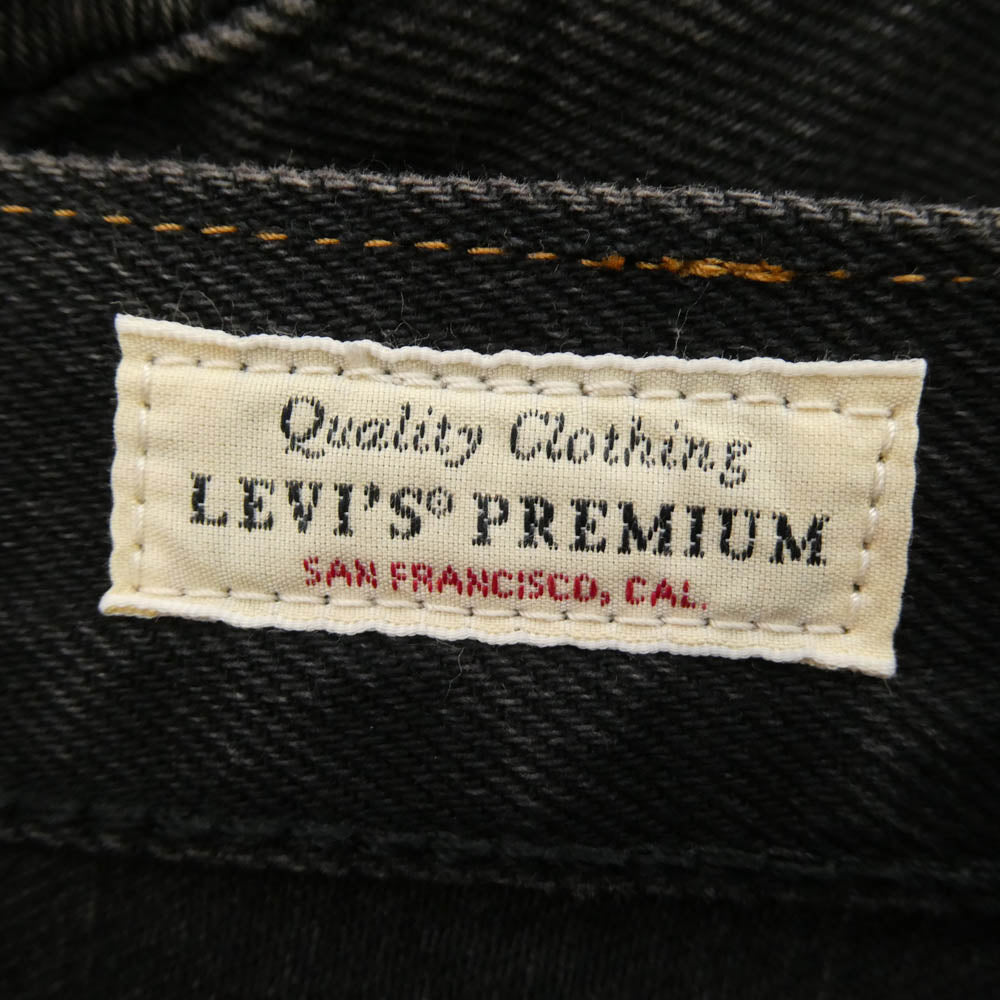 Quality Clothing
LEVI'S® PREMIUM
SAN FRANCISCO, CAL.